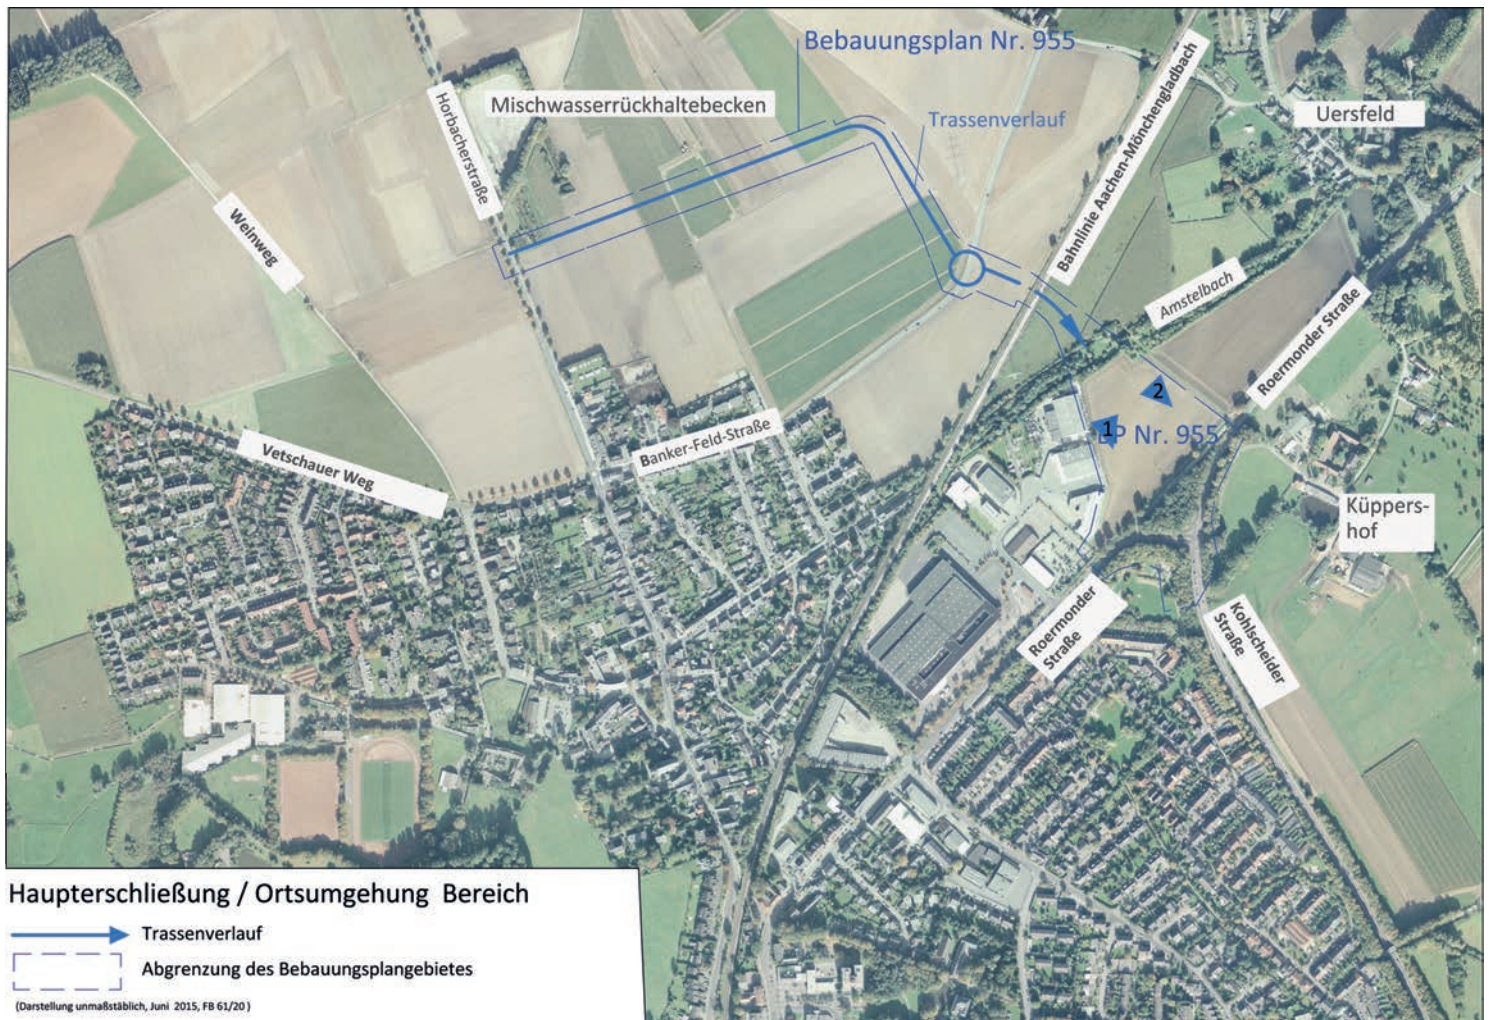 Bebauungsplan Nr. 955
Mischwasserrückhaltebecken
Trassenverlauf
Bahnlinie Aachen-Mönchengladbach
Uersfeld
Horbacherstraße
Weinweg
Amstelbach
Roermonder Straße
2
1
BP Nr. 955
Banker-Feld-Straße
Vetschauer Weg
Küppers-
hof
Roermonder
Straße
Kohlscheider
Straße
Haupterschließung / Ortsumgehung Bereich
Trassenverlauf
Abgrenzung des Bebauungsplangebietes
(Darstellung unmaßstäblich, Juni 2015, FB 61/20 )